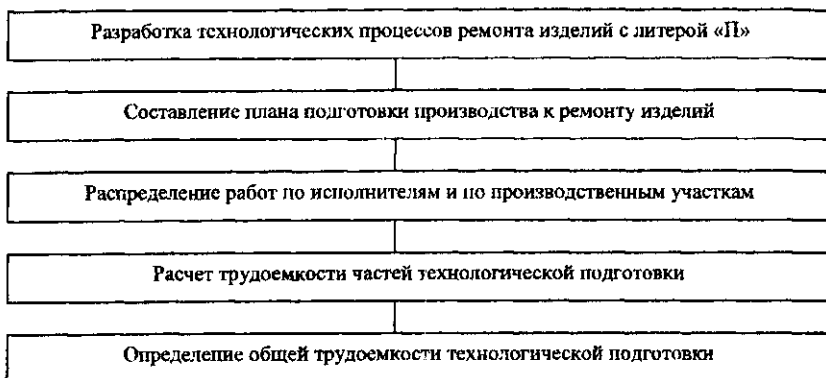 Разработка технологических процессов ремонта изделий с литерой «П»
Составление плана подготовки производства к ремонту изделий
Распределение работ по исполнителям и по производственным участкам
Расчет трудоемкости частей технологической подготовки
Определение общей трудоемкости технологической подготовки